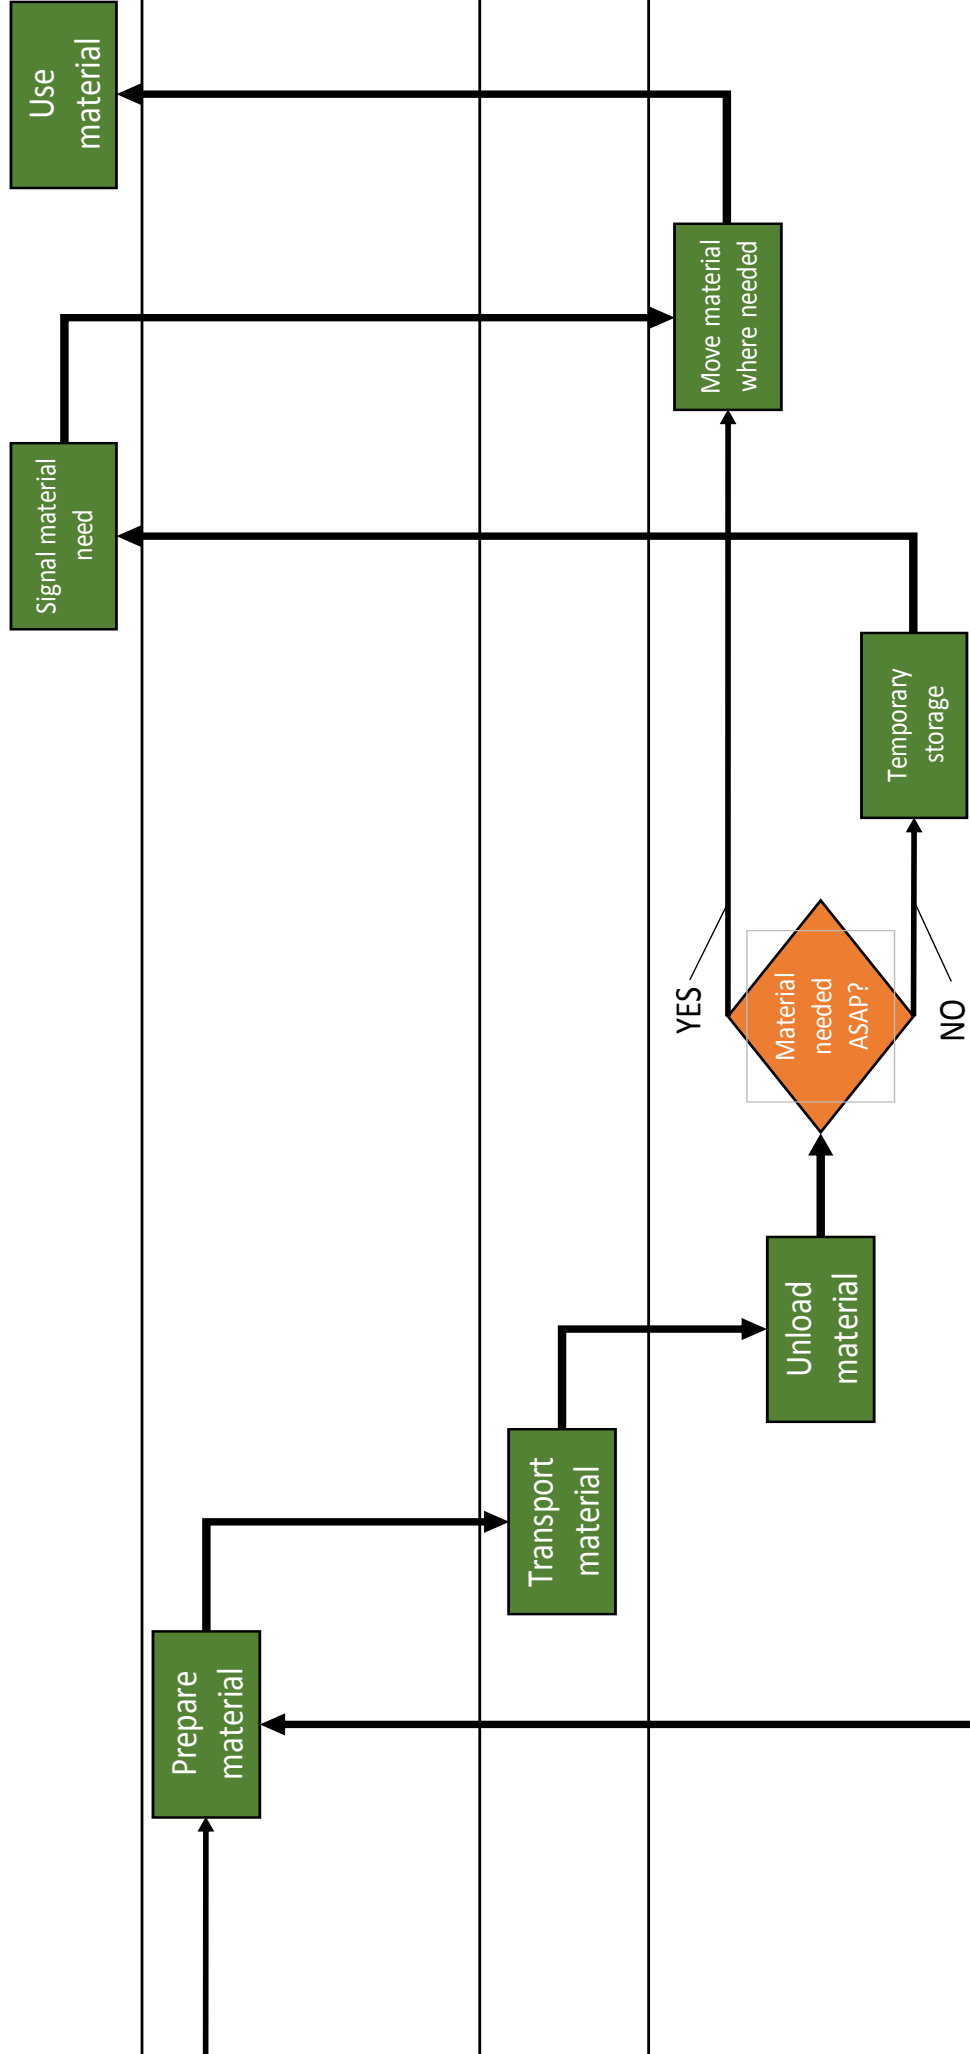 Prepare
material
Transport
material
Unload
material
Material
needed
ASAP?
YES
NO
Temporary
storage
Signal material
need
Move material
where needed
Use
material